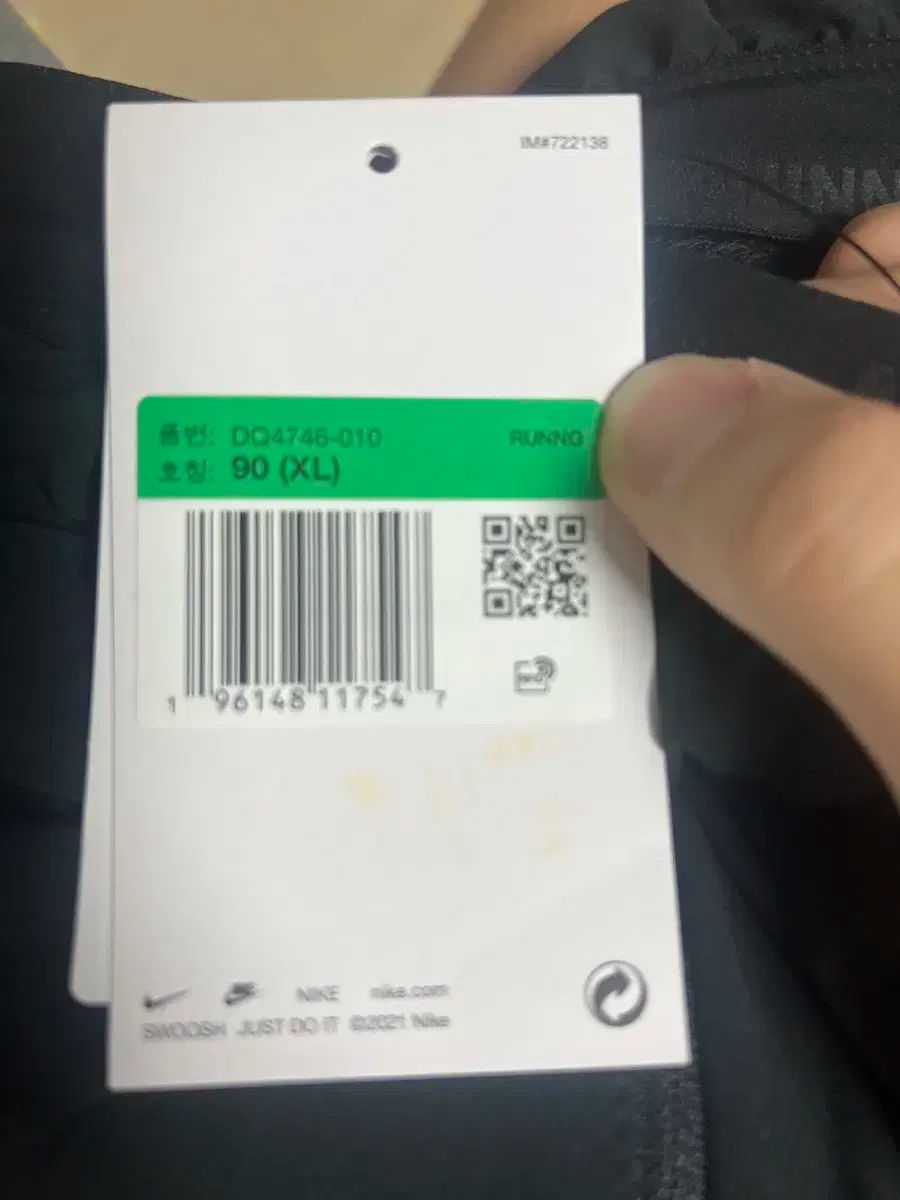 IM#722138
품번: DQ4746-010 RUNNG
호칭: 90 (XL)
1 96148 11754 7
NIKE nike.com
SWOOSH JUST DO IT ©2021 Nike